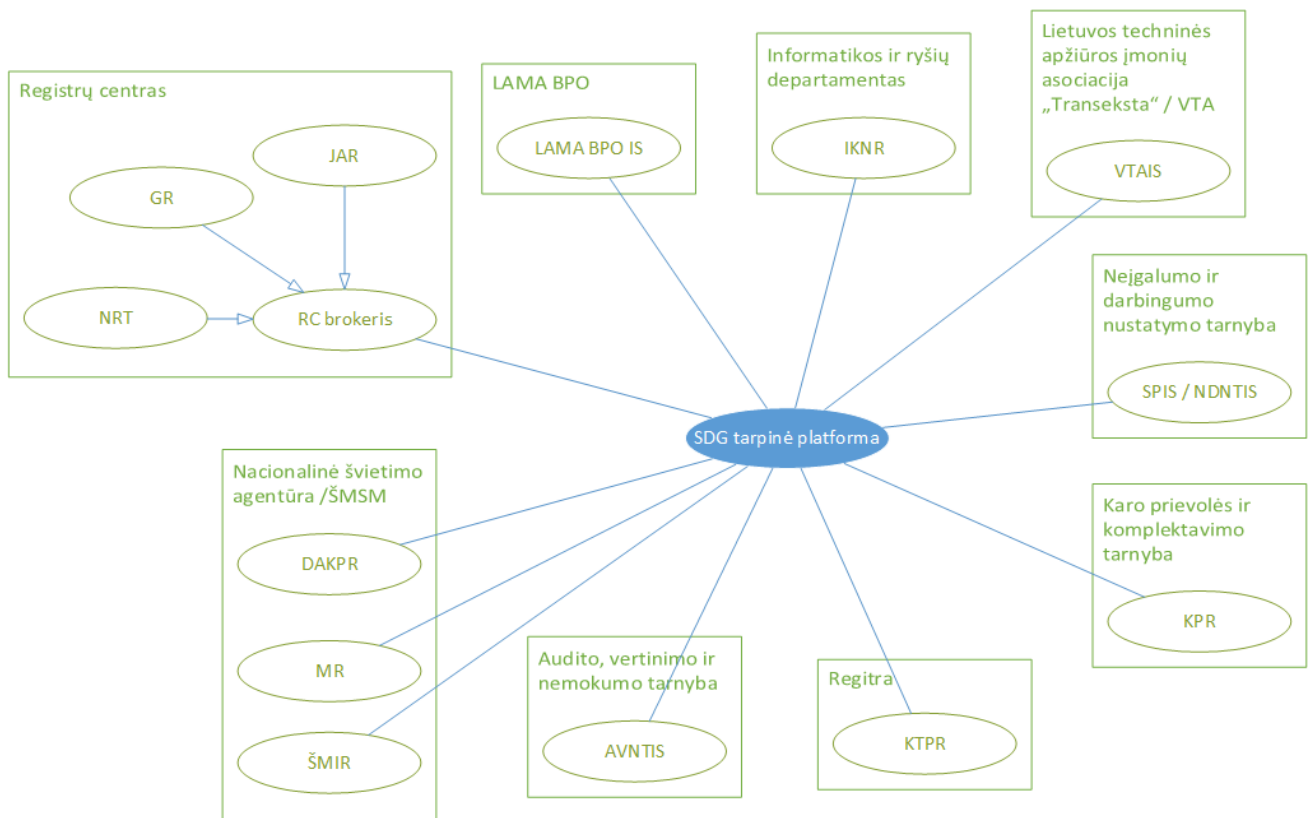 Registrų centras
JAR
GR
NRT
RC brokeris
LAMA BPO
LAMA BPO IS
Informatikos ir ryšių
departamentas
IKNR
Lietuvos techninės
apžiūros įmonių
asociacija
„Transeksta“ / VTA
VTAIS
Neįgalumo ir
darbingumo
nustatymo tarnyba
SPIS / NDNTIS
SDG tarpinė platforma
Nacionalinė švietimo
agentūra /ŠMSM
DAKPR
MR
ŠMIR
Audito, vertinimo ir
nemokumo tarnyba
AVNTIS
Regitra
KTPR
Karo prievolės ir
komplektavimo
tarnyba
KPR